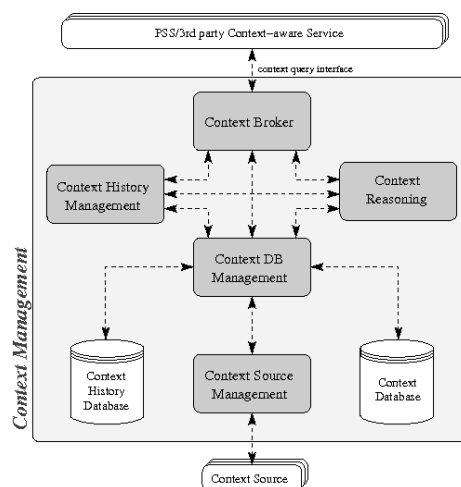 PSS/3rd party Context-aware Service
context query interface
Context Broker
Context History
Management
Context
Reasoning
Context DB
Management
Context
History
Database
Context Source
Management
Context
Database
Context Management
Context Source